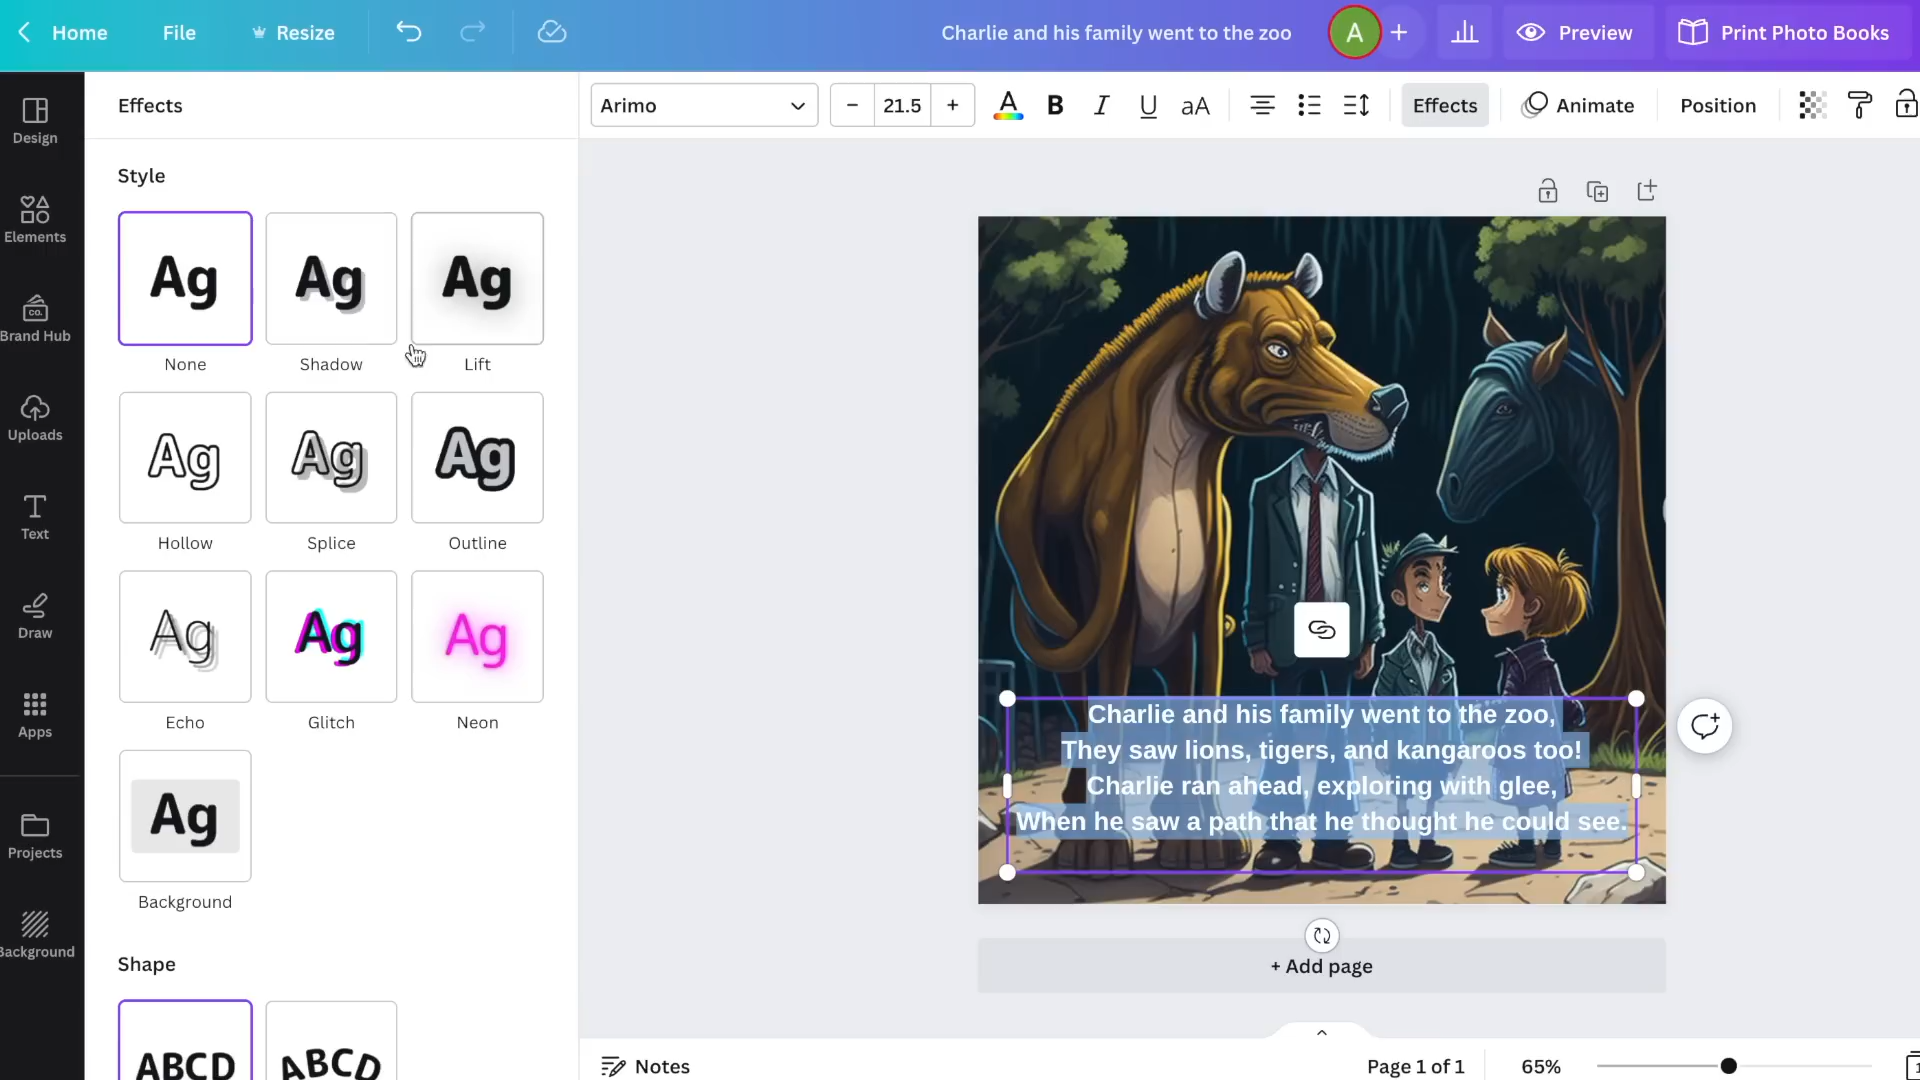 Home
File
Resize
Charlie and his family went to the zoo
A
+
Preview
Print Photo Books
Design
Elements
CO.
Brand Hub
Uploads
Text
Draw
Apps
Projects
Background
Effects
Style
Ag
Ag
Ag
None
Shadow
Lift
Ag
Ag
Ag
Hollow
Splice
Outline
Ag
Ag
Ag
Echo
Glitch
Neon
Ag
Background
Shape
ABCD
ABCD
Arimo
− 21.5 +
A
B
I
U
aA
Effects
Animate
Position
Charlie and his family went to the zoo,
They saw lions, tigers, and kangaroos too!
Charlie ran ahead, exploring with glee,
When he saw a path that he thought he could see.
+ Add page
Notes
Page 1 of 1
65%